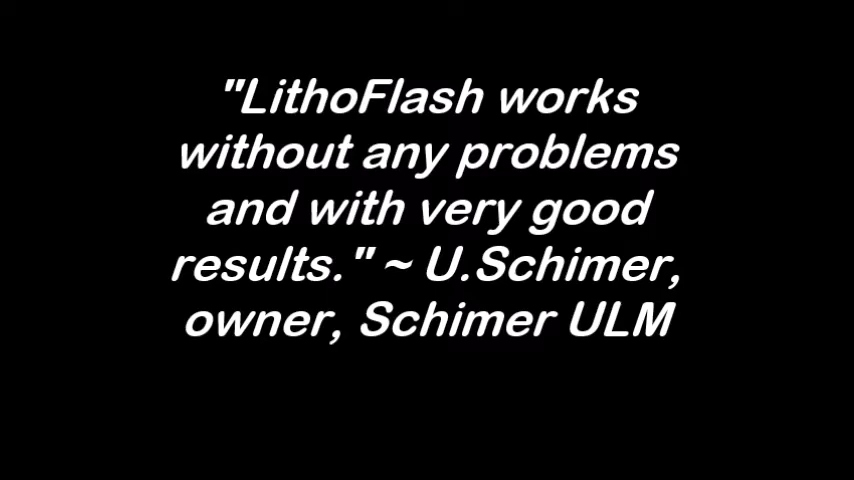 "LithoFlash works
without any problems
and with very good
results." ~ U.Schimer,
owner, Schimer ULM